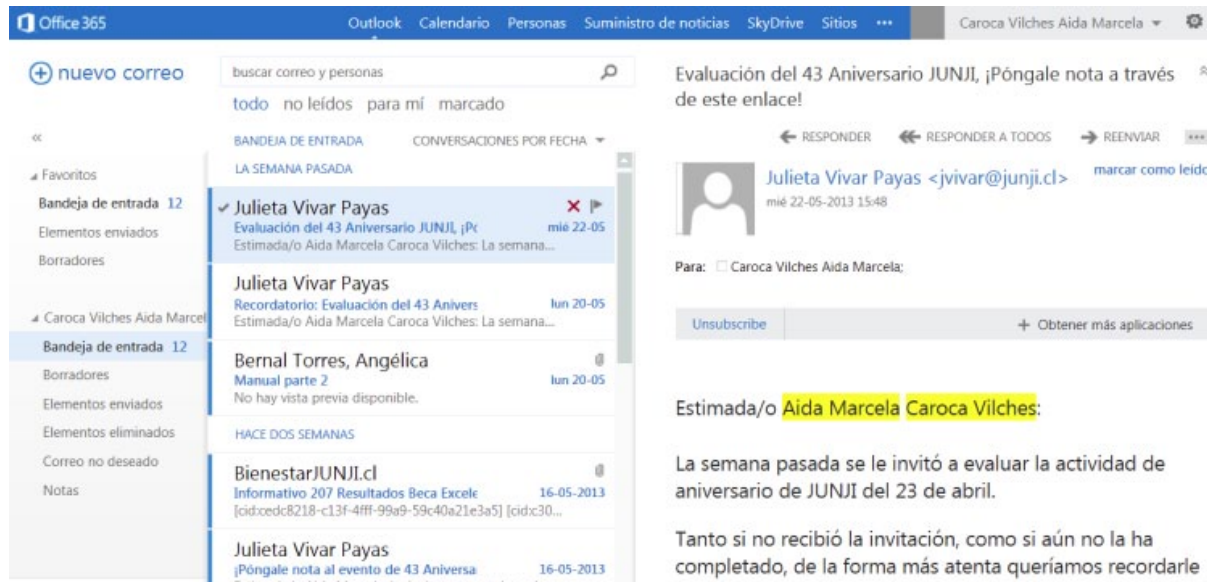 Office 365
Outlook Calendario Personas Suministro de noticias SkyDrive Sitios ••• Caroca Vilches Aida Marcela
nuevo correo
Favoritos
Bandeja de entrada 12
Elementos enviados
Borradores
Caroca Vilches Aida Marcel
Bandeja de entrada 12
Borradores
Elementos enviados
Elementos eliminados
Correo no deseado
Notas
buscar correo y personas
todo no leídos para mí marcado
BANDEJA DE ENTRADA CONVERSACIONES POR FECHA
LA SEMANA PASADA
Julieta Vivar Payas
Evaluación del 43 Aniversario JUNJI, ¡Pc mié 22-05
Estimada/o Aida Marcela Caroca Vilches: La semana...
Julieta Vivar Payas
Recordatorio: Evaluación del 43 Anivers lun 20-05
Estimada/o Aida Marcela Caroca Vilches: La semana...
Bernal Torres, Angélica
Manual parte 2 lun 20-05
No hay vista previa disponible.
HACE DOS SEMANAS
BienestarJUNJI.cl
Informativo 207 Resultados Beca Excele 16-05-2013
[cid:cedc8218-c13f-4fff-99a9-59c40a21e3a5] [cid:c30...
Julieta Vivar Payas
¡Póngale nota al evento de 43 Aniversa 16-05-2013
Evaluación del 43 Aniversario JUNJI, ¡Póngale nota a través
de este enlace!
RESPONDER RESPONDER A TODOS REENVIAR •••
Julieta Vivar Payas <jvivar@junji.cl> marcar como leído
mié 22-05-2013 15:48
Para: Caroca Vilches Aida Marcela;
Unsubscribe + Obtener más aplicaciones
Estimada/o Aida Marcela Caroca Vilches:
La semana pasada se le invitó a evaluar la actividad de
aniversario de JUNJI del 23 de abril.
Tanto si no recibió la invitación, como si aún no la ha
completado, de la forma más atenta queríamos recordarle